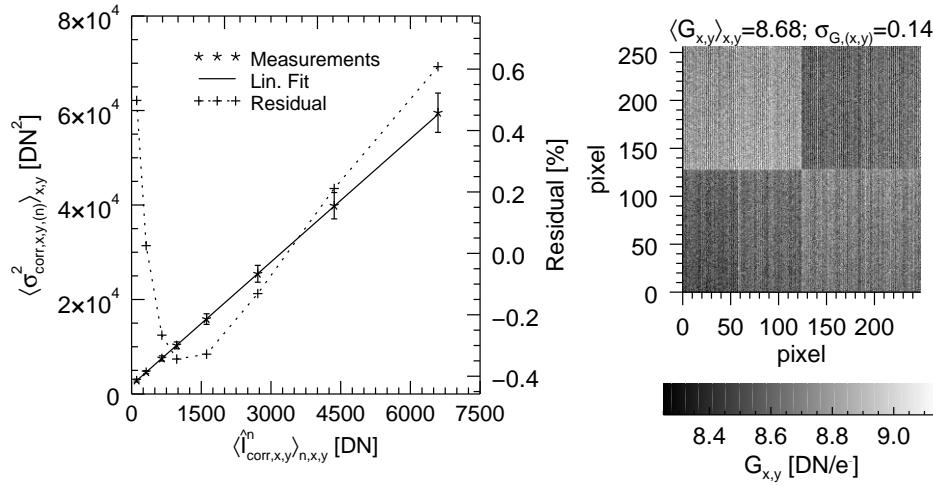 8×10⁴
6×10⁴
4×10⁴
2×10⁴
0
⟨σ²corr,x,y,(n)⟩x,y [DN²]
Measurements
Lin. Fit
Residual
0.6
0.4
0.2
0.0
−0.2
−0.4
Residual [%]
0 1500 3000 4500 6000 7500
⟨Îⁿcorr,x,y⟩n,x,y [DN]
⟨Gx,y⟩x,y=8.68; σG,(x,y)=0.14
250
200
150
100
50
0
pixel
0 50 100 150 200
pixel
8.4 8.6 8.8 9.0
Gx,y [DN/e⁻]